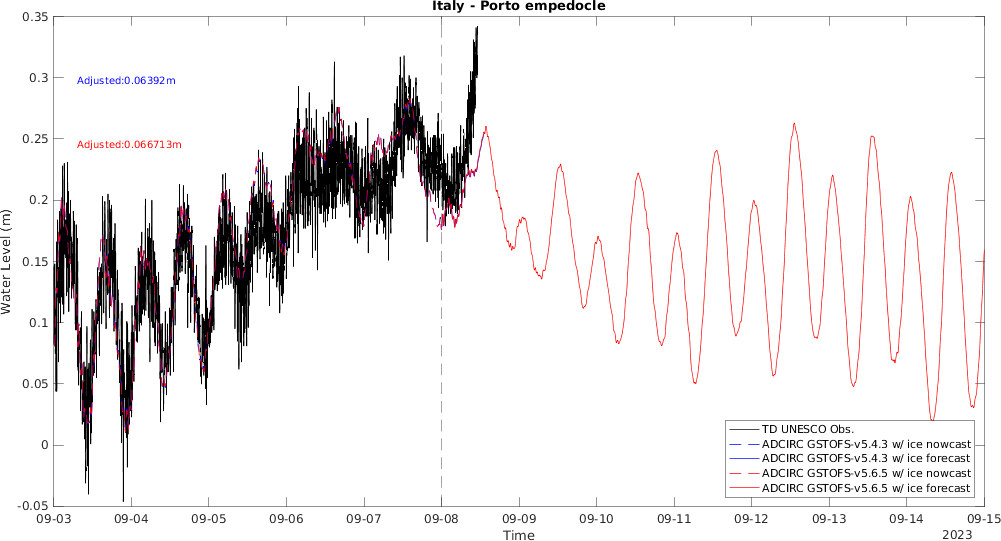 Italy - Porto empedocle
0.35
0.3
0.25
0.2
0.15
0.1
0.05
0
-0.05
Water Level (m)
Adjusted:0.06392m
Adjusted:0.066713m
TD UNESCO Obs.
ADCIRC GSTOFS-v5.4.3 w/ ice nowcast
ADCIRC GSTOFS-v5.4.3 w/ ice forecast
ADCIRC GSTOFS-v5.6.5 w/ ice nowcast
ADCIRC GSTOFS-v5.6.5 w/ ice forecast
09-03 09-04 09-05 09-06 09-07 09-08 09-09 09-10 09-11 09-12 09-13 09-14 09-15
Time
2023